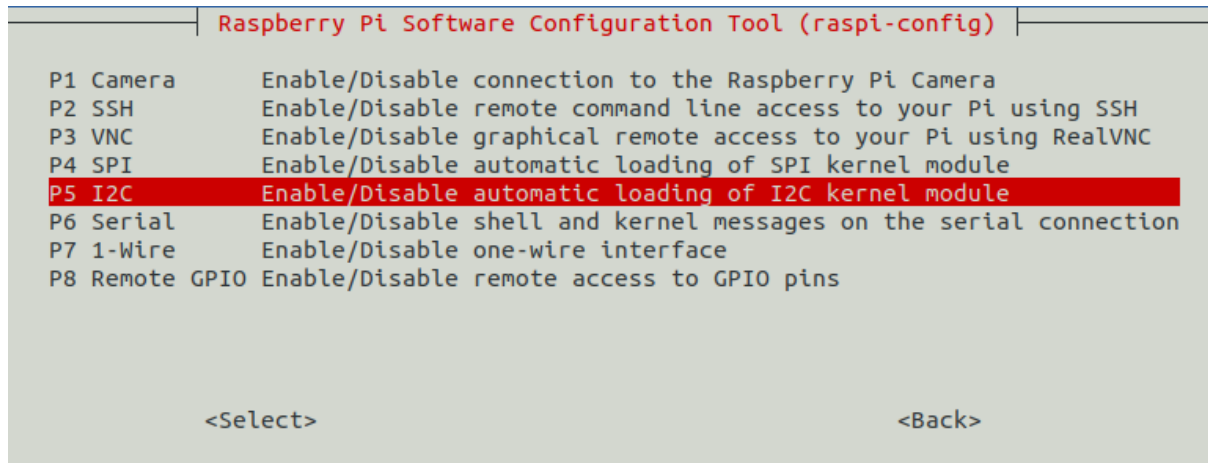 Raspberry Pi Software Configuration Tool (raspi-config)
P1 Camera Enable/Disable connection to the Raspberry Pi Camera
P2 SSH Enable/Disable remote command line access to your Pi using SSH
P3 VNC Enable/Disable graphical remote access to your Pi using RealVNC
P4 SPI Enable/Disable automatic loading of SPI kernel module
P5 I2C Enable/Disable automatic loading of I2C kernel module
P6 Serial Enable/Disable shell and kernel messages on the serial connection
P7 1-Wire Enable/Disable one-wire interface
P8 Remote GPIO Enable/Disable remote access to GPIO pins
<Select> <Back>